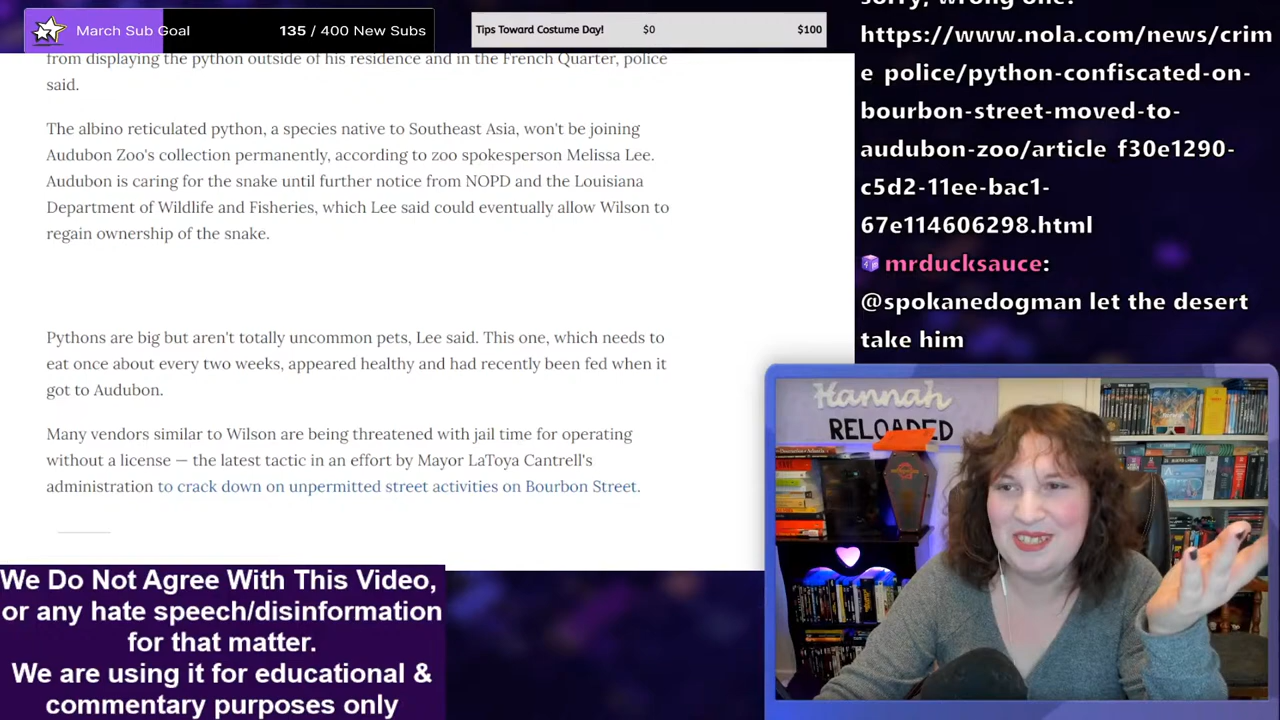 March Sub Goal
135 / 400 New Subs
Tips Toward Costume Day!
$0
$100
from displaying the python outside of his residence and in the French Quarter, police
said.
The albino reticulated python, a species native to Southeast Asia, won't be joining
Audubon Zoo's collection permanently, according to zoo spokesperson Melissa Lee.
Audubon is caring for the snake until further notice from NOPD and the Louisiana
Department of Wildlife and Fisheries, which Lee said could eventually allow Wilson to
regain ownership of the snake.
Pythons are big but aren't totally uncommon pets, Lee said. This one, which needs to
eat once about every two weeks, appeared healthy and had recently been fed when it
got to Audubon.
Many vendors similar to Wilson are being threatened with jail time for operating
without a license — the latest tactic in an effort by Mayor LaToya Cantrell's
administration to crack down on unpermitted street activities on Bourbon Street.
sorry, wrong one!
https://www.nola.com/news/crim
e police/python-confiscated-on-
bourbon-street-moved-to-
audubon-zoo/article f30e1290-
c5d2-11ee-bac1-
67e114606298.html
mrducksauce:
@spokanedogman let the desert
take him
Hannah
RELOADED
We Do Not Agree With This Video,
or any hate speech/disinformation
for that matter.
We are using it for educational &
commentary purposes only